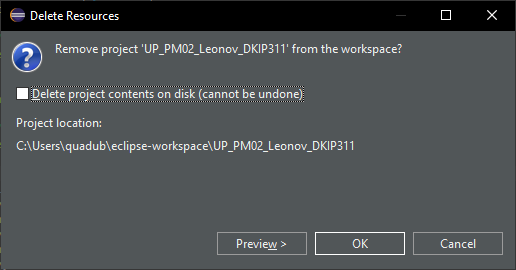 Delete Resources
Remove project 'UP_PM02_Leonov_DKIP311' from the workspace?
Delete project contents on disk (cannot be undone)
Project location:
C:\Users\quadub\eclipse-workspace\UP_PM02_Leonov_DKIP311
Preview >
OK
Cancel